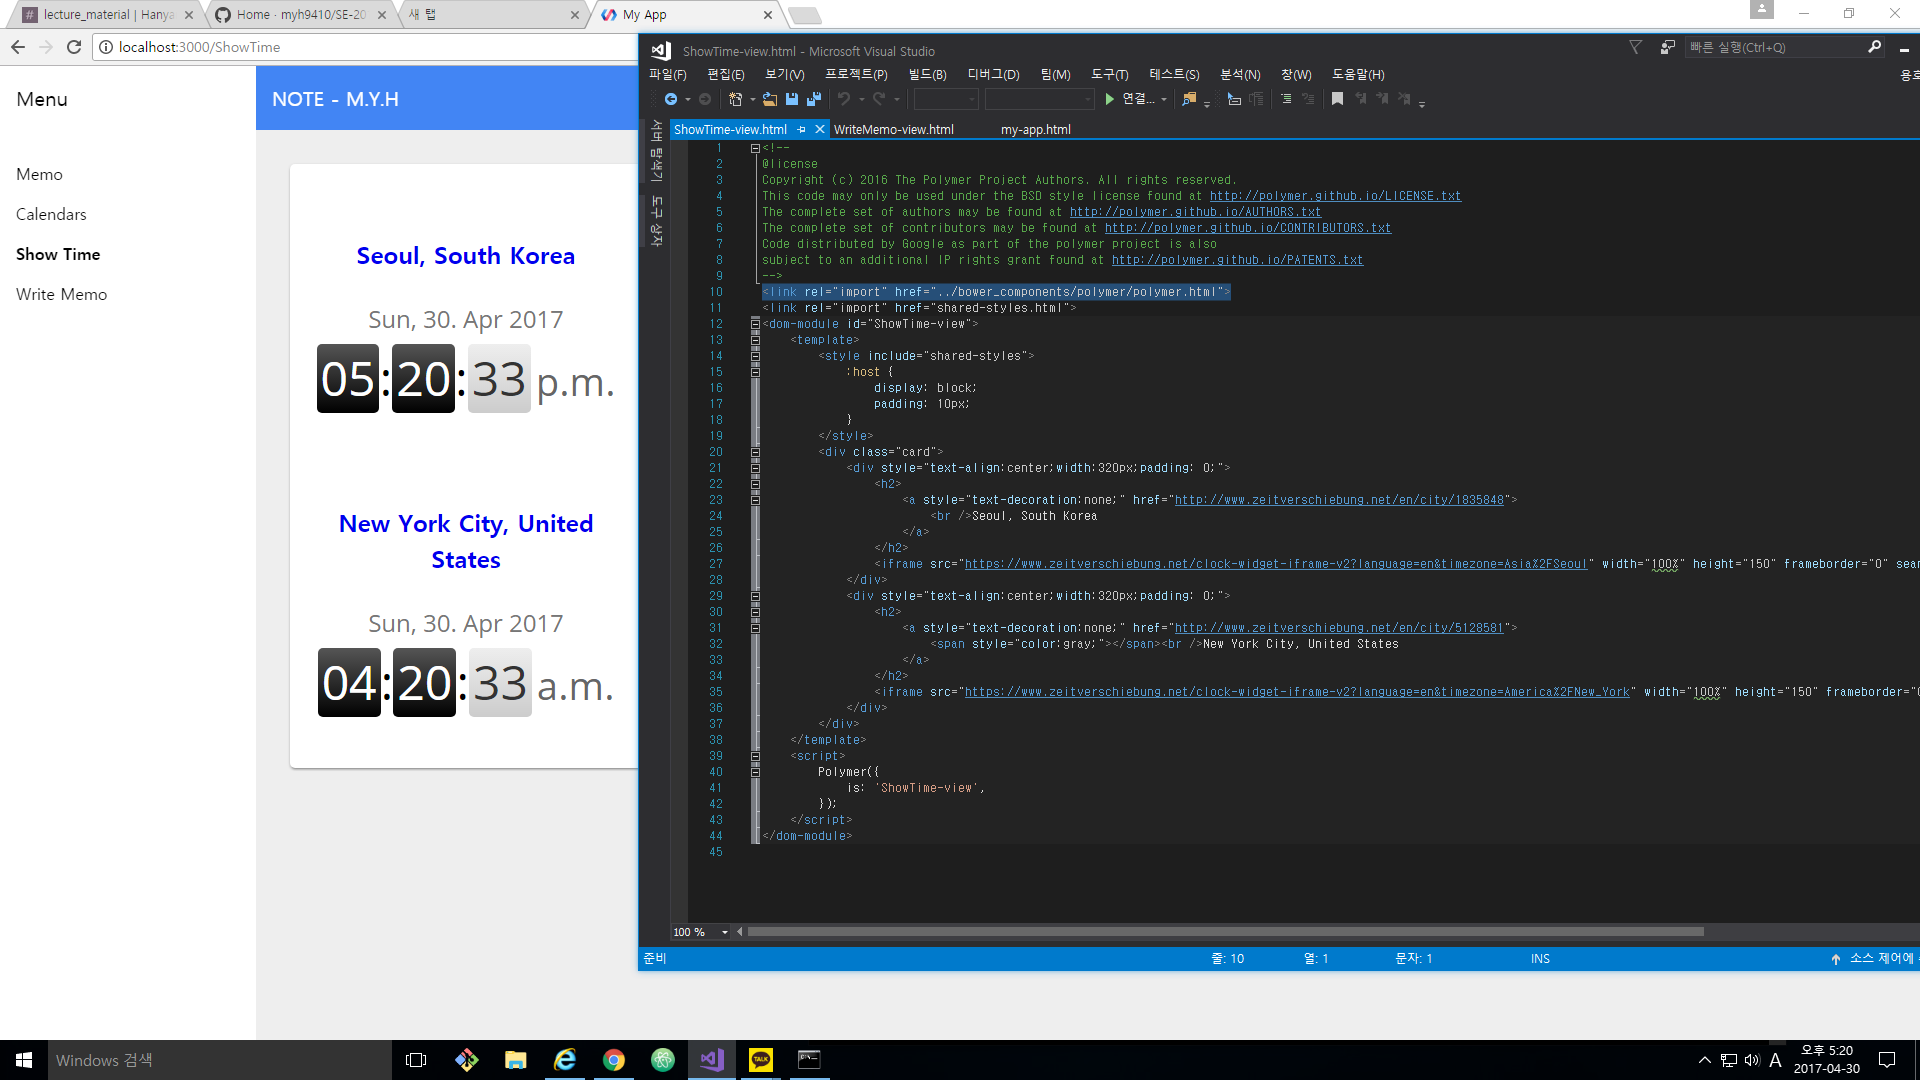 lecture_material | Hanya
Home · myh9410/SE-20
새 탭
My App
localhost:3000/ShowTime
Menu
NOTE - M.Y.H
Memo
Calendars
Show Time
Write Memo
Seoul, South Korea
Sun, 30. Apr 2017
05:20:33 p.m.
New York City, United
States
Sun, 30. Apr 2017
04:20:33 a.m.
ShowTime-view.html - Microsoft Visual Studio
빠른 실행(Ctrl+Q)
파일(F) 편집(E) 보기(V) 프로젝트(P) 빌드(B) 디버그(D) 팀(M) 도구(T) 테스트(S) 분석(N) 창(W) 도움말(H)
용호
연결...
서버 탐색기
도구 상자
ShowTime-view.html WriteMemo-view.html my-app.html
1 <!--
2 @license
3 Copyright (c) 2016 The Polymer Project Authors. All rights reserved.
4 This code may only be used under the BSD style license found at http://polymer.github.io/LICENSE.txt
5 The complete set of authors may be found at http://polymer.github.io/AUTHORS.txt
6 The complete set of contributors may be found at http://polymer.github.io/CONTRIBUTORS.txt
7 Code distributed by Google as part of the polymer project is also
8 subject to an additional IP rights grant found at http://polymer.github.io/PATENTS.txt
9 -->
10 <link rel="import" href="../bower_components/polymer/polymer.html">
11 <link rel="import" href="shared-styles.html">
12 <dom-module id="ShowTime-view">
13 <template>
14 <style include="shared-styles">
15 :host {
16 display: block;
17 padding: 10px;
18 }
19 </style>
20 <div class="card">
21 <div style="text-align:center;width:320px;padding: 0;">
22 <h2>
23 <a style="text-decoration:none;" href="http://www.zeitverschiebung.net/en/city/1835848">
24 <br />Seoul, South Korea
25 </a>
26 </h2>
27 <iframe src="https://www.zeitverschiebung.net/clock-widget-iframe-v2?language=en&timezone=Asia%2FSeoul" width="100%" height="150" frameborder="0" sea
28 </div>
29 <div style="text-align:center;width:320px;padding: 0;">
30 <h2>
31 <a style="text-decoration:none;" href="http://www.zeitverschiebung.net/en/city/5128581">
32 <span style="color:gray;"></span><br />New York City, United States
33 </a>
34 </h2>
35 <iframe src="https://www.zeitverschiebung.net/clock-widget-iframe-v2?language=en&timezone=America%2FNew_York" width="100%" height="150" frameborder="0
36 </div>
37 </div>
38 </template>
39 <script>
40 Polymer({
41 is: 'ShowTime-view',
42 });
43 </script>
44 </dom-module>
45
100 %
준비
줄: 10 열: 1 문자: 1 INS
소스 제어에
Windows 검색
TALK
A
오후 5:20
2017-04-30